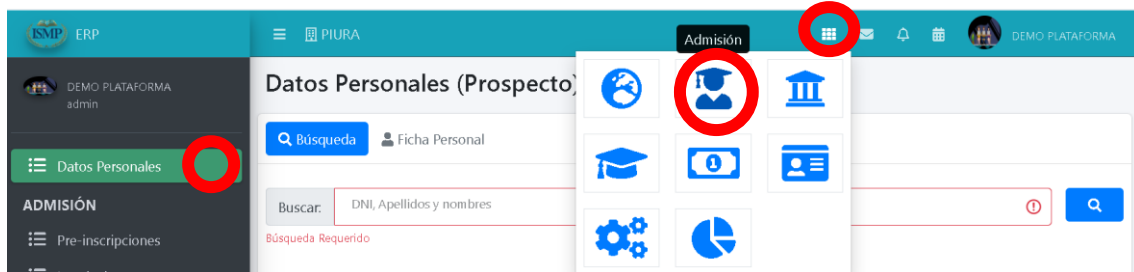 ISMP ERP
PIURA
Admisión
DEMO PLATAFORMA
DEMO PLATAFORMA
admin
Datos Personales (Prospecto)
Búsqueda
Ficha Personal
Datos Personales
ADMISIÓN
Buscar:
DNI, Apellidos y nombres
Búsqueda Requerido
Pre-inscripciones
1